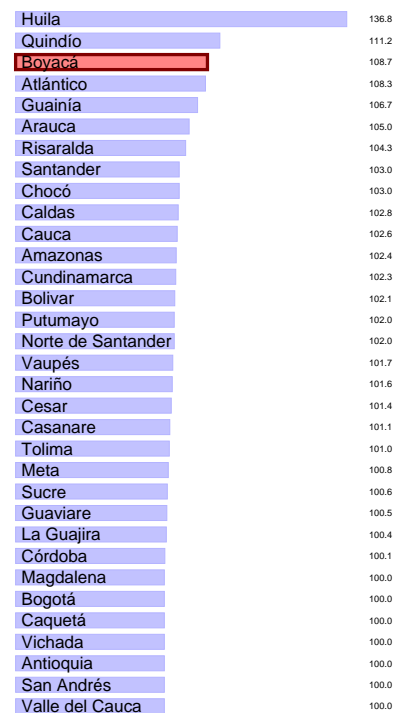 Huila 136.8
Quindío 111.2
Boyacá 108.7
Atlántico 108.3
Guainía 106.7
Arauca 105.0
Risaralda 104.3
Santander 103.0
Chocó 103.0
Caldas 102.8
Cauca 102.6
Amazonas 102.4
Cundinamarca 102.3
Bolivar 102.1
Putumayo 102.0
Norte de Santander 102.0
Vaupés 101.7
Nariño 101.6
Cesar 101.4
Casanare 101.1
Tolima 101.0
Meta 100.8
Sucre 100.6
Guaviare 100.5
La Guajira 100.4
Córdoba 100.1
Magdalena 100.0
Bogotá 100.0
Caquetá 100.0
Vichada 100.0
Antioquia 100.0
San Andrés 100.0
Valle del Cauca 100.0